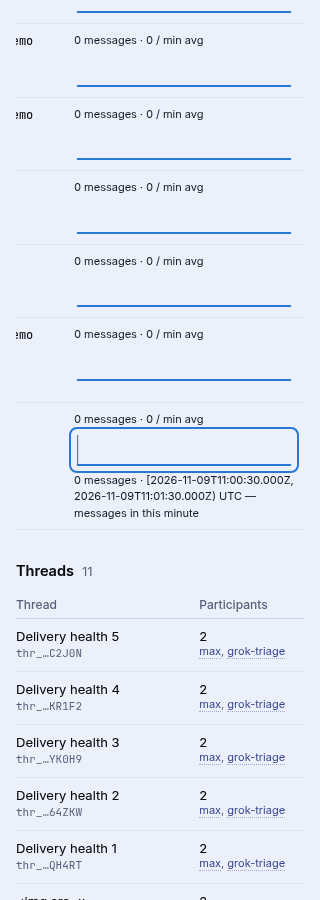 emo 0 messages · 0 / min avg
emo 0 messages · 0 / min avg
0 messages · 0 / min avg
0 messages · 0 / min avg
emo 0 messages · 0 / min avg
0 messages · 0 / min avg
0 messages · [2026-11-09T11:00:30.000Z,
2026-11-09T11:01:30.000Z) UTC —
messages in this minute
Threads 11
Thread Participants
Delivery health 5 2
thr_…C2J0N max, grok-triage
Delivery health 4 2
thr_…KR1F2 max, grok-triage
Delivery health 3 2
thr_…YK0H9 max, grok-triage
Delivery health 2 2
thr_…64ZKW max, grok-triage
Delivery health 1 2
thr_…QH4RT max, grok-triage